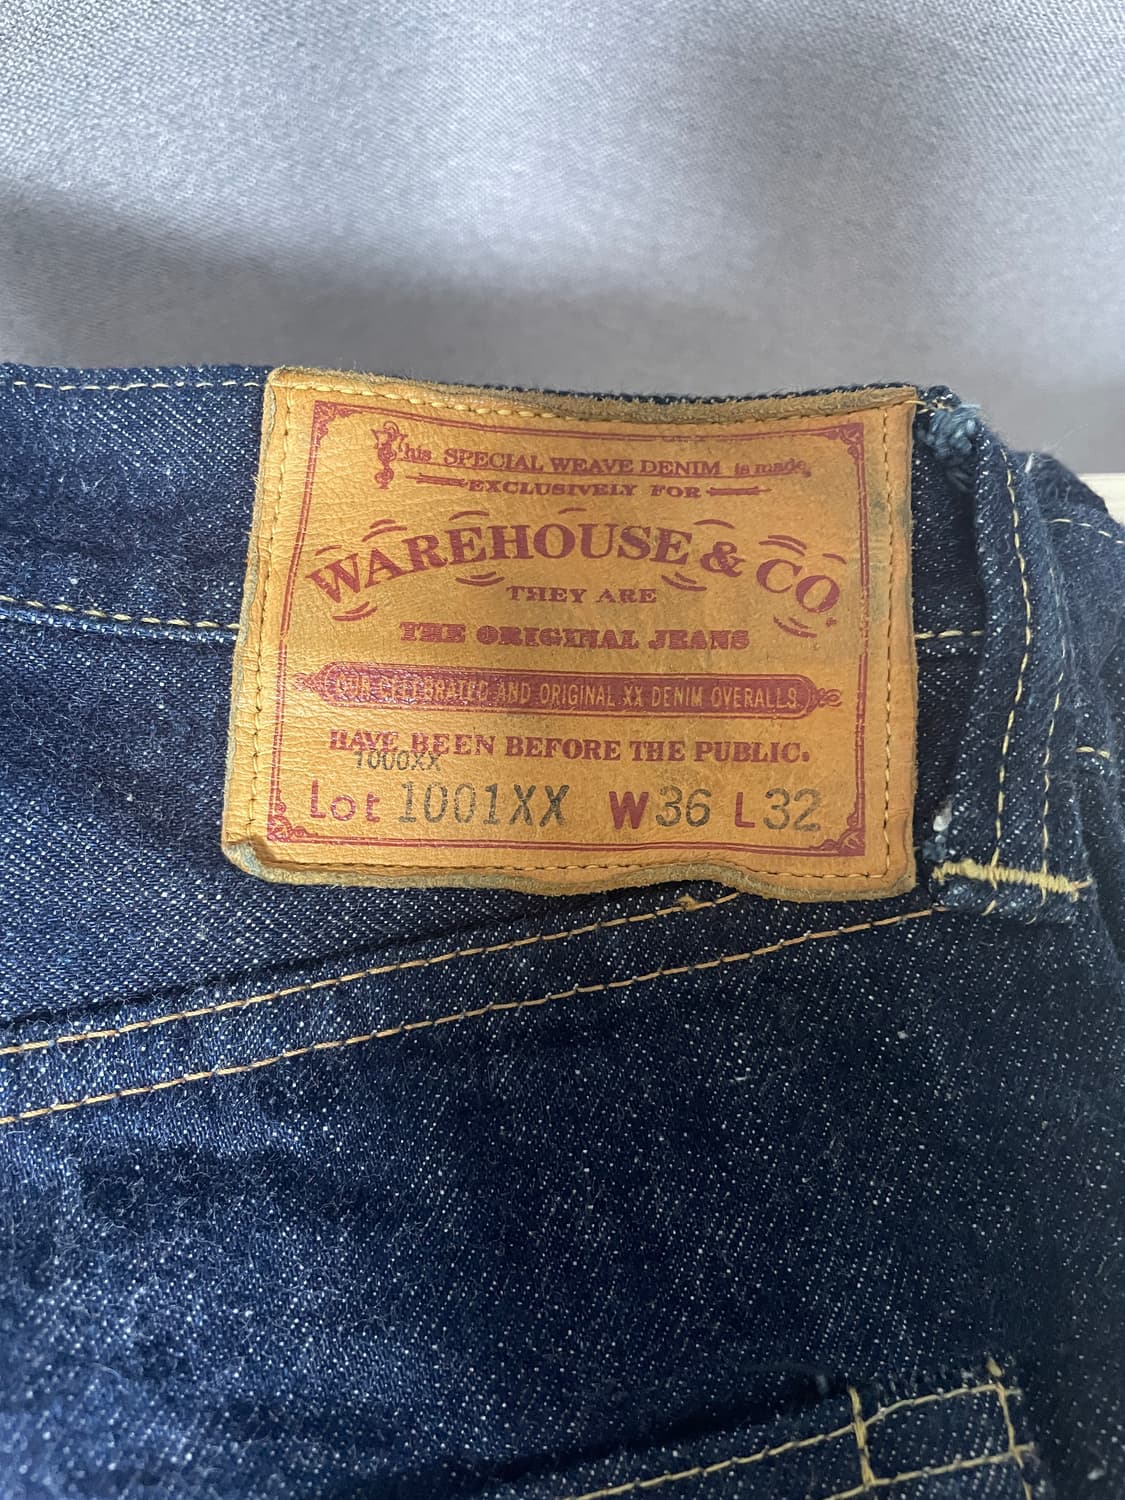 This SPECIAL WEAVE DENIM is made
EXCLUSIVELY FOR
WAREHOUSE & CO.
THEY ARE
THE ORIGINAL JEANS
OUR CELEBRATED AND ORIGINAL XX DENIM OVERALLS
HAVE BEEN BEFORE THE PUBLIC.
1000XX
Lot 1001XX W36 L32